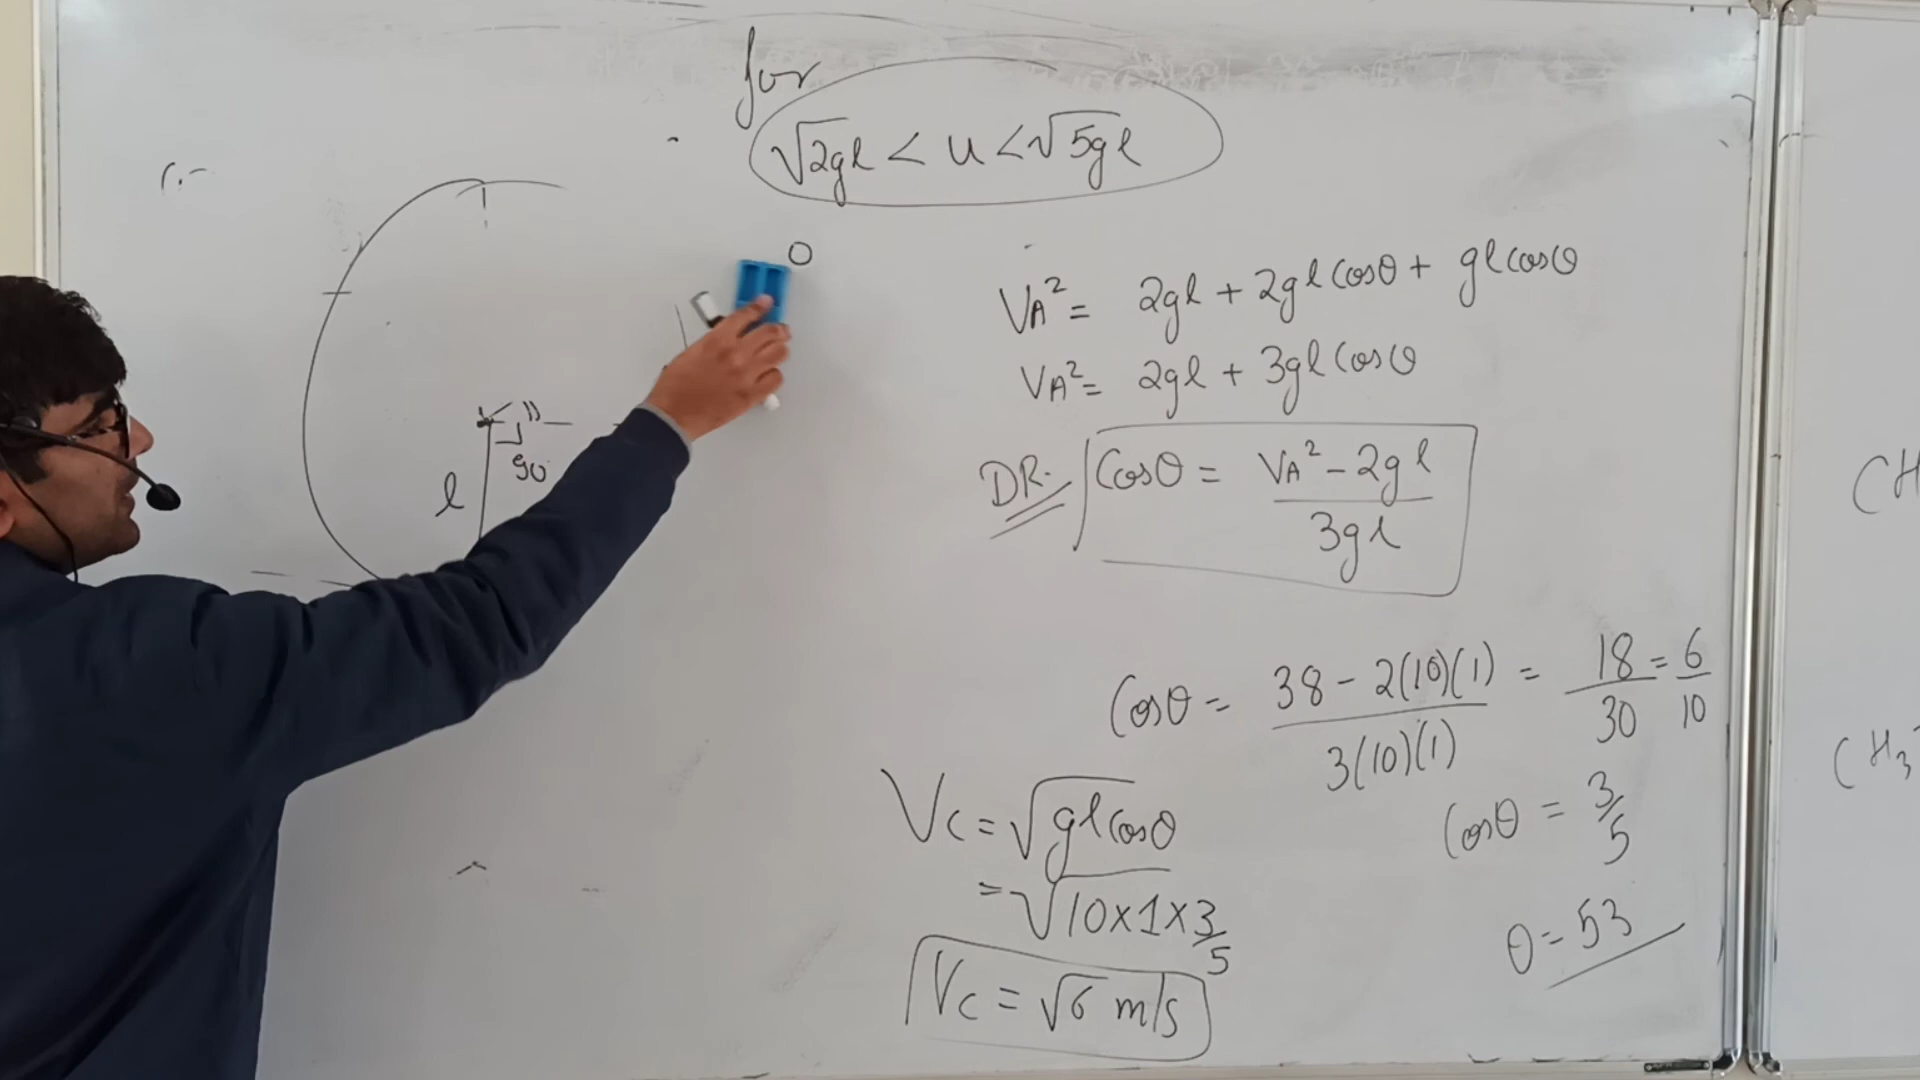 for
√2gl < u < √5gl
0
VA² = 2gl + 2gl cosθ + gl cosθ
VA² = 2gl + 3gl cosθ
DR. Cosθ = VA² - 2gl / 3gl
90
l
Cosθ = 38 - 2(10)(1) / 3(10)(1) = 18/30 = 6/10
Cosθ = 3/5
θ = 53
VC = √gl cosθ
= √10×1×3/5
VC = √6 m/s
CH
CH3